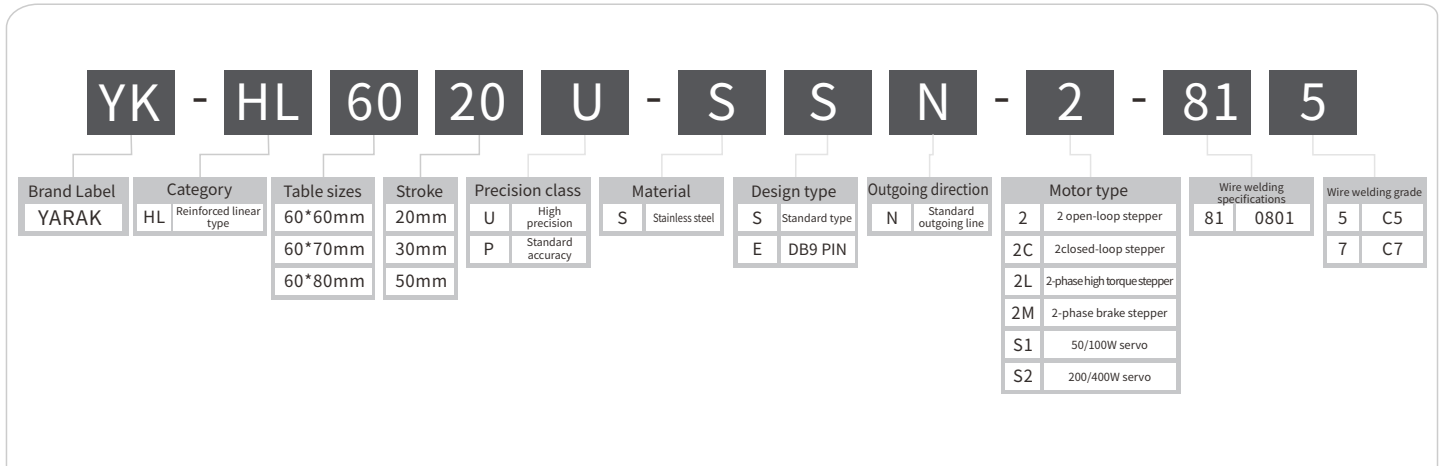 YK - HL 60 20 U - S S N - 2 - 81 5
Brand Label
YARAK
Category
HL Reinforced linear
type
Table sizes
60*60mm
60*70mm
60*80mm
Stroke
20mm
30mm
50mm
Precision class
U High
precision
P Standard
accuracy
Material
S Stainless steel
Design type
S Standard type
E DB9 PIN
Outgoing direction
N Standard
outgoing line
Motor type
2 2 open-loop stepper
2C 2closed-loop stepper
2L 2-phase high torque stepper
2M 2-phase brake stepper
S1 50/100W servo
S2 200/400W servo
Wire welding
specifications
81 0801
Wire welding grade
5 C5
7 C7